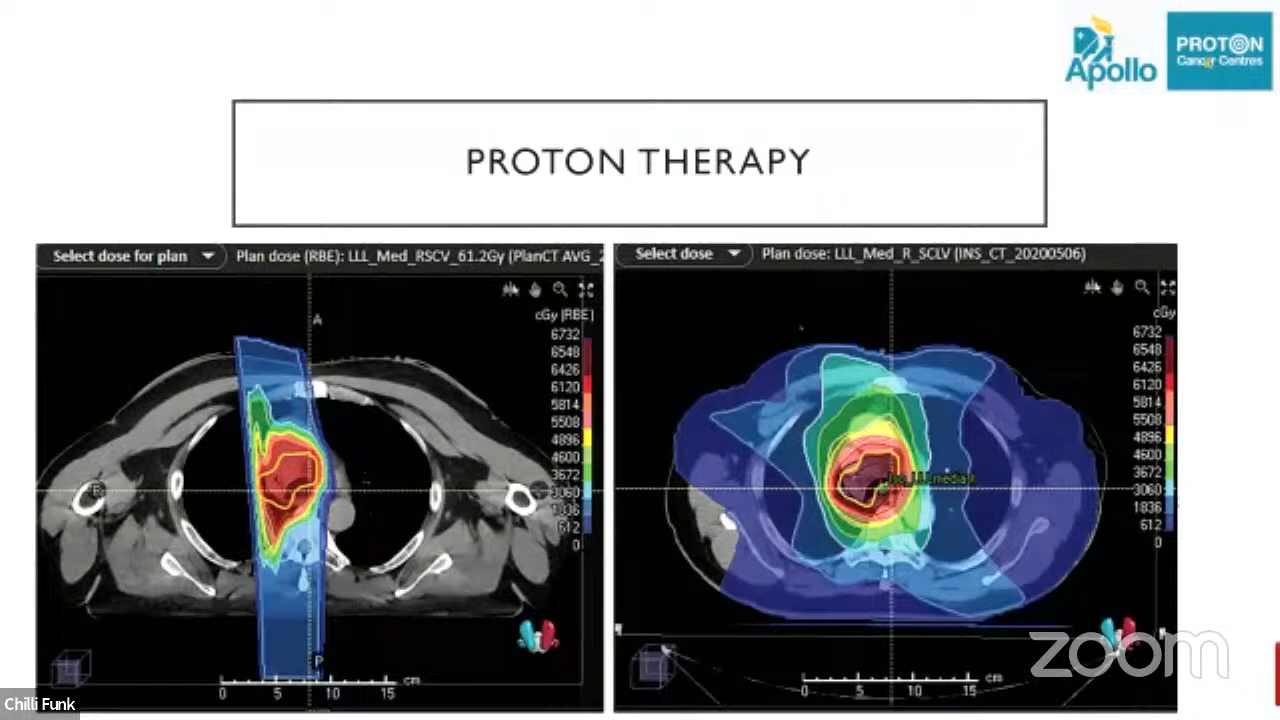 Apollo
PROTON
Cancer Centres
PROTON THERAPY
Select dose for plan
Plan dose (RBE): LLL_Med_RSCV_61.2Gy (PlanCT AVG_2
A
cGy (RBE)
6732
6548
6426
6120
5814
5508
4896
4600
3672
3060
1836
612
0
P
cm
0 5 10 15
Select dose
Plan dose: LLL_Med_R_SCLV (INS_CT_20200506)
cGy
6732
6548
6426
6120
5814
5508
4896
4600
3672
3060
1836
612
0
cm
0 5 10 15
zoom
Chilli Funk